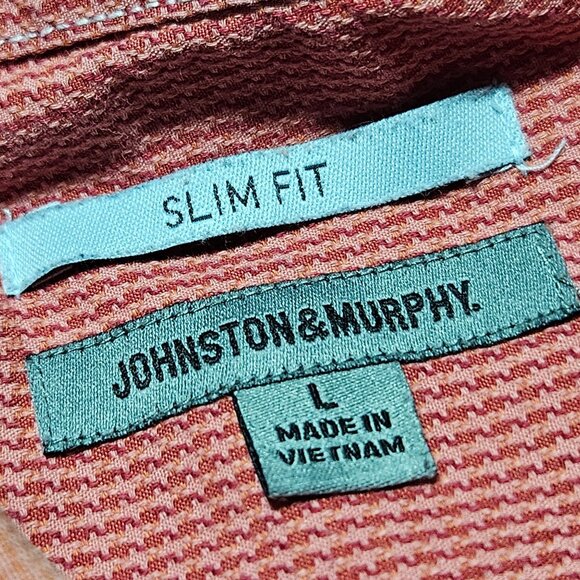 SLIM FIT
JOHNSTON&MURPHY.
L
MADE IN
VIETNAM